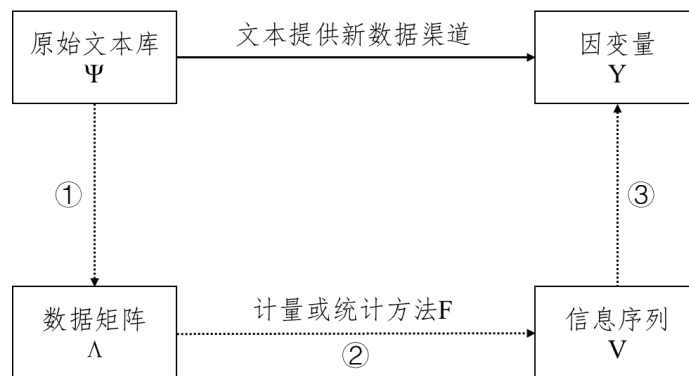 原始文本库
Ψ
文本提供新数据渠道
因变量
Y
①
③
数据矩阵
Λ
计量或统计方法F
②
信息序列
V